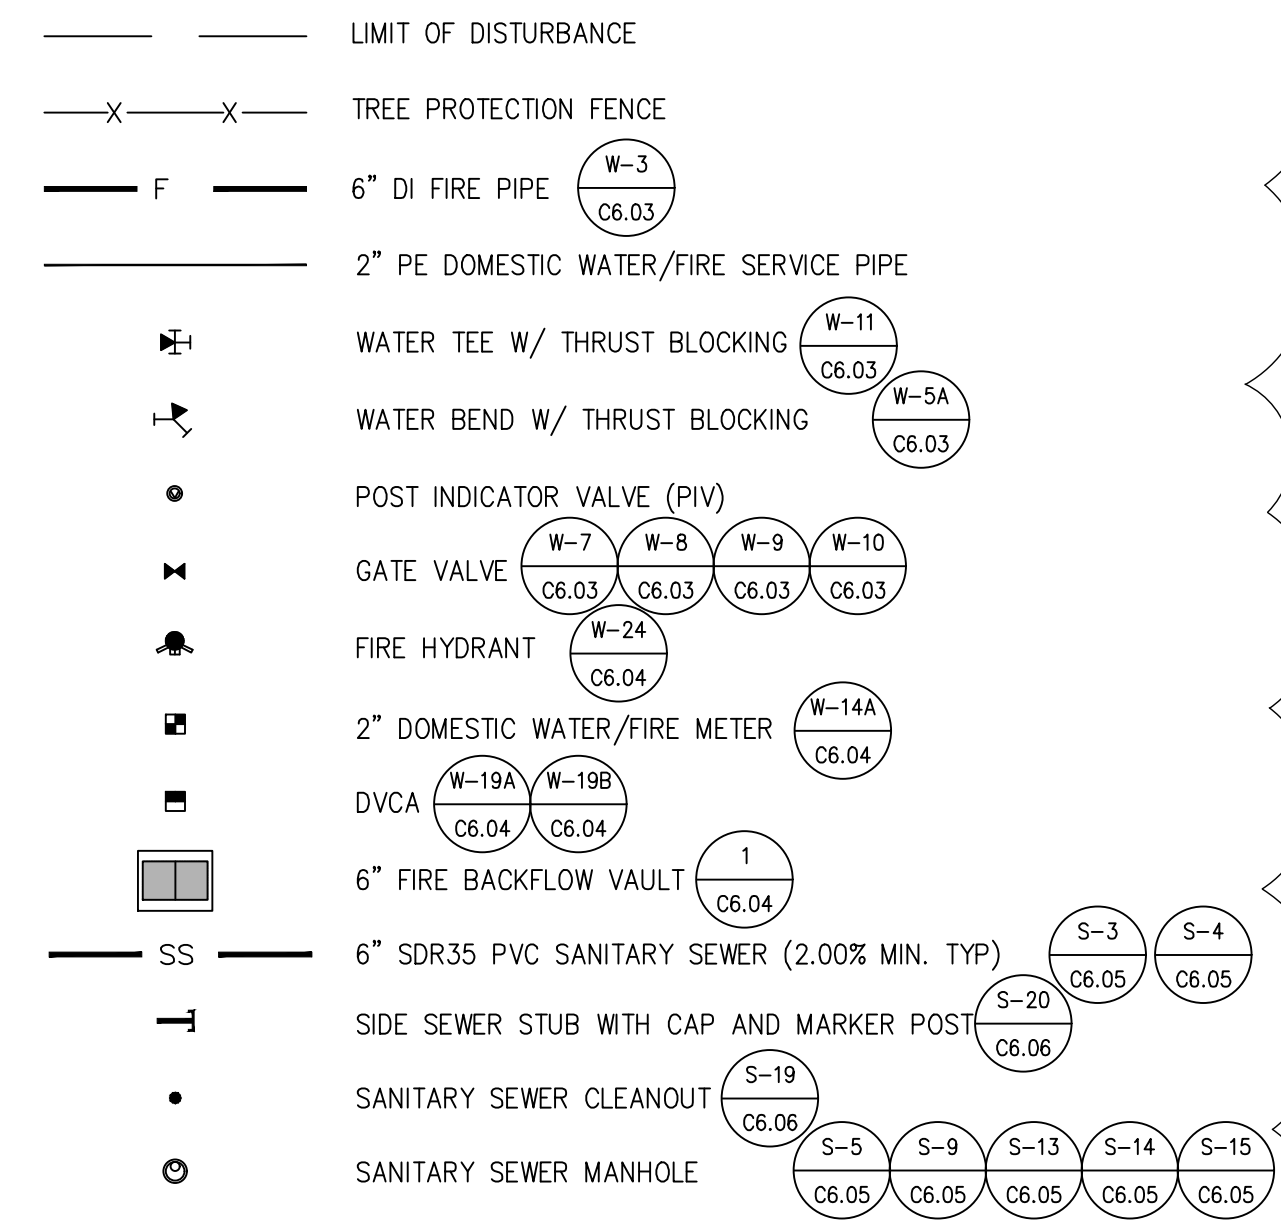 LIMIT OF DISTURBANCE
X X TREE PROTECTION FENCE
F 6" DI FIRE PIPE W-3 C6.03
2" PE DOMESTIC WATER/FIRE SERVICE PIPE
WATER TEE W/ THRUST BLOCKING W-11 C6.03
WATER BEND W/ THRUST BLOCKING W-5A C6.03
POST INDICATOR VALVE (PIV)
GATE VALVE W-7 C6.03 W-8 C6.03 W-9 C6.03 W-10 C6.03
FIRE HYDRANT W-24 C6.04
2" DOMESTIC WATER/FIRE METER W-14A C6.04
DVCA W-19A C6.04 W-19B C6.04
6" FIRE BACKFLOW VAULT 1 C6.04
SS 6" SDR35 PVC SANITARY SEWER (2.00% MIN. TYP) S-3 C6.05 S-4 C6.05
SIDE SEWER STUB WITH CAP AND MARKER POST S-20 C6.06
SANITARY SEWER CLEANOUT S-19 C6.06
SANITARY SEWER MANHOLE S-5 C6.05 S-9 C6.05 S-13 C6.05 S-14 C6.05 S-15 C6.05